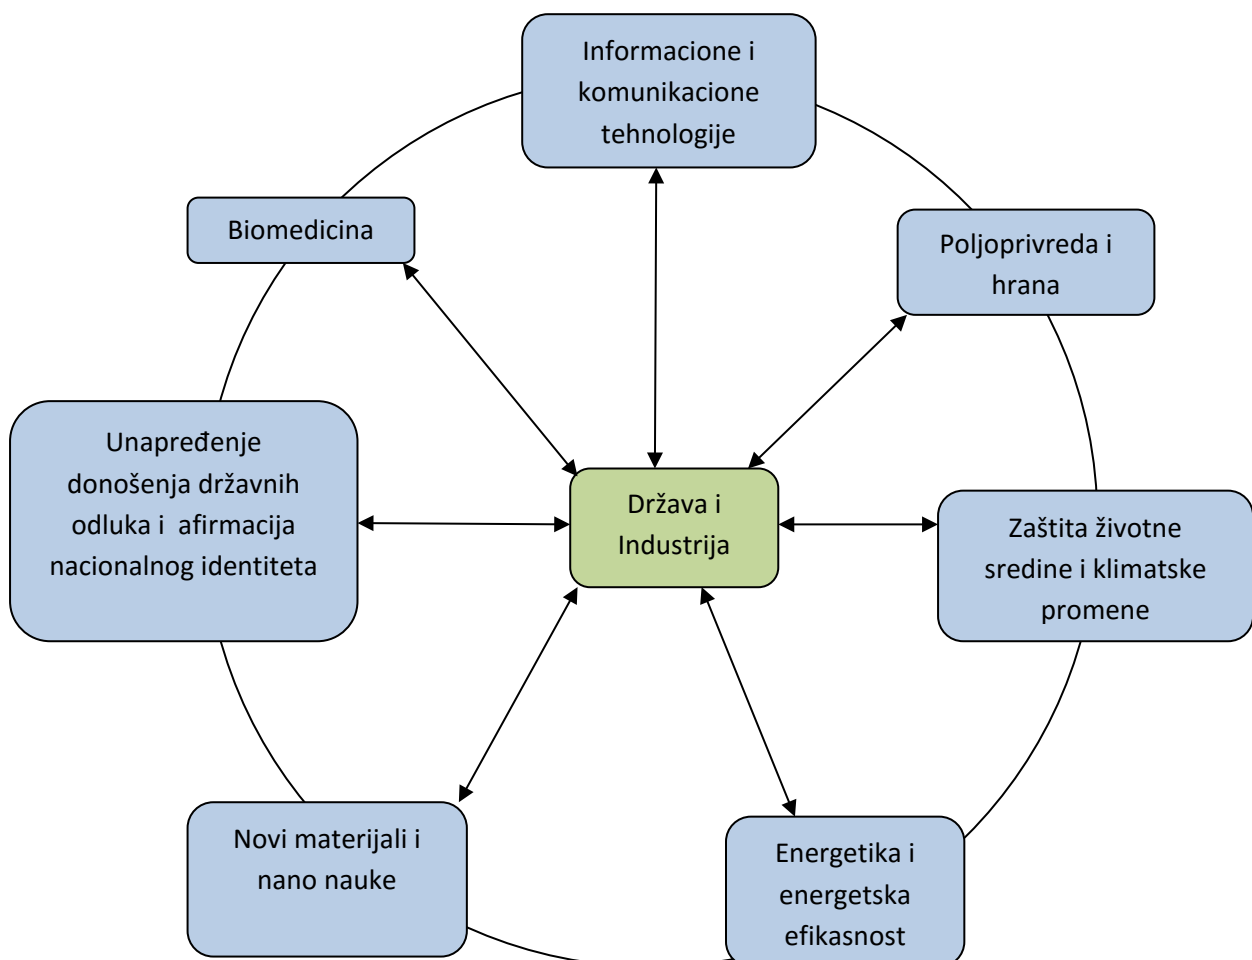 Informacione i
komunikacione
tehnologije
Biomedicina
Poljoprivreda i
hrana
Unapređenje
donošenja državnih
odluka i  afirmacija
nacionalnog identiteta
Država i
Industrija
Zaštita životne
sredine i klimatske
promene
Novi materijali i
nano nauke
Energetika i
energetska
efikasnost